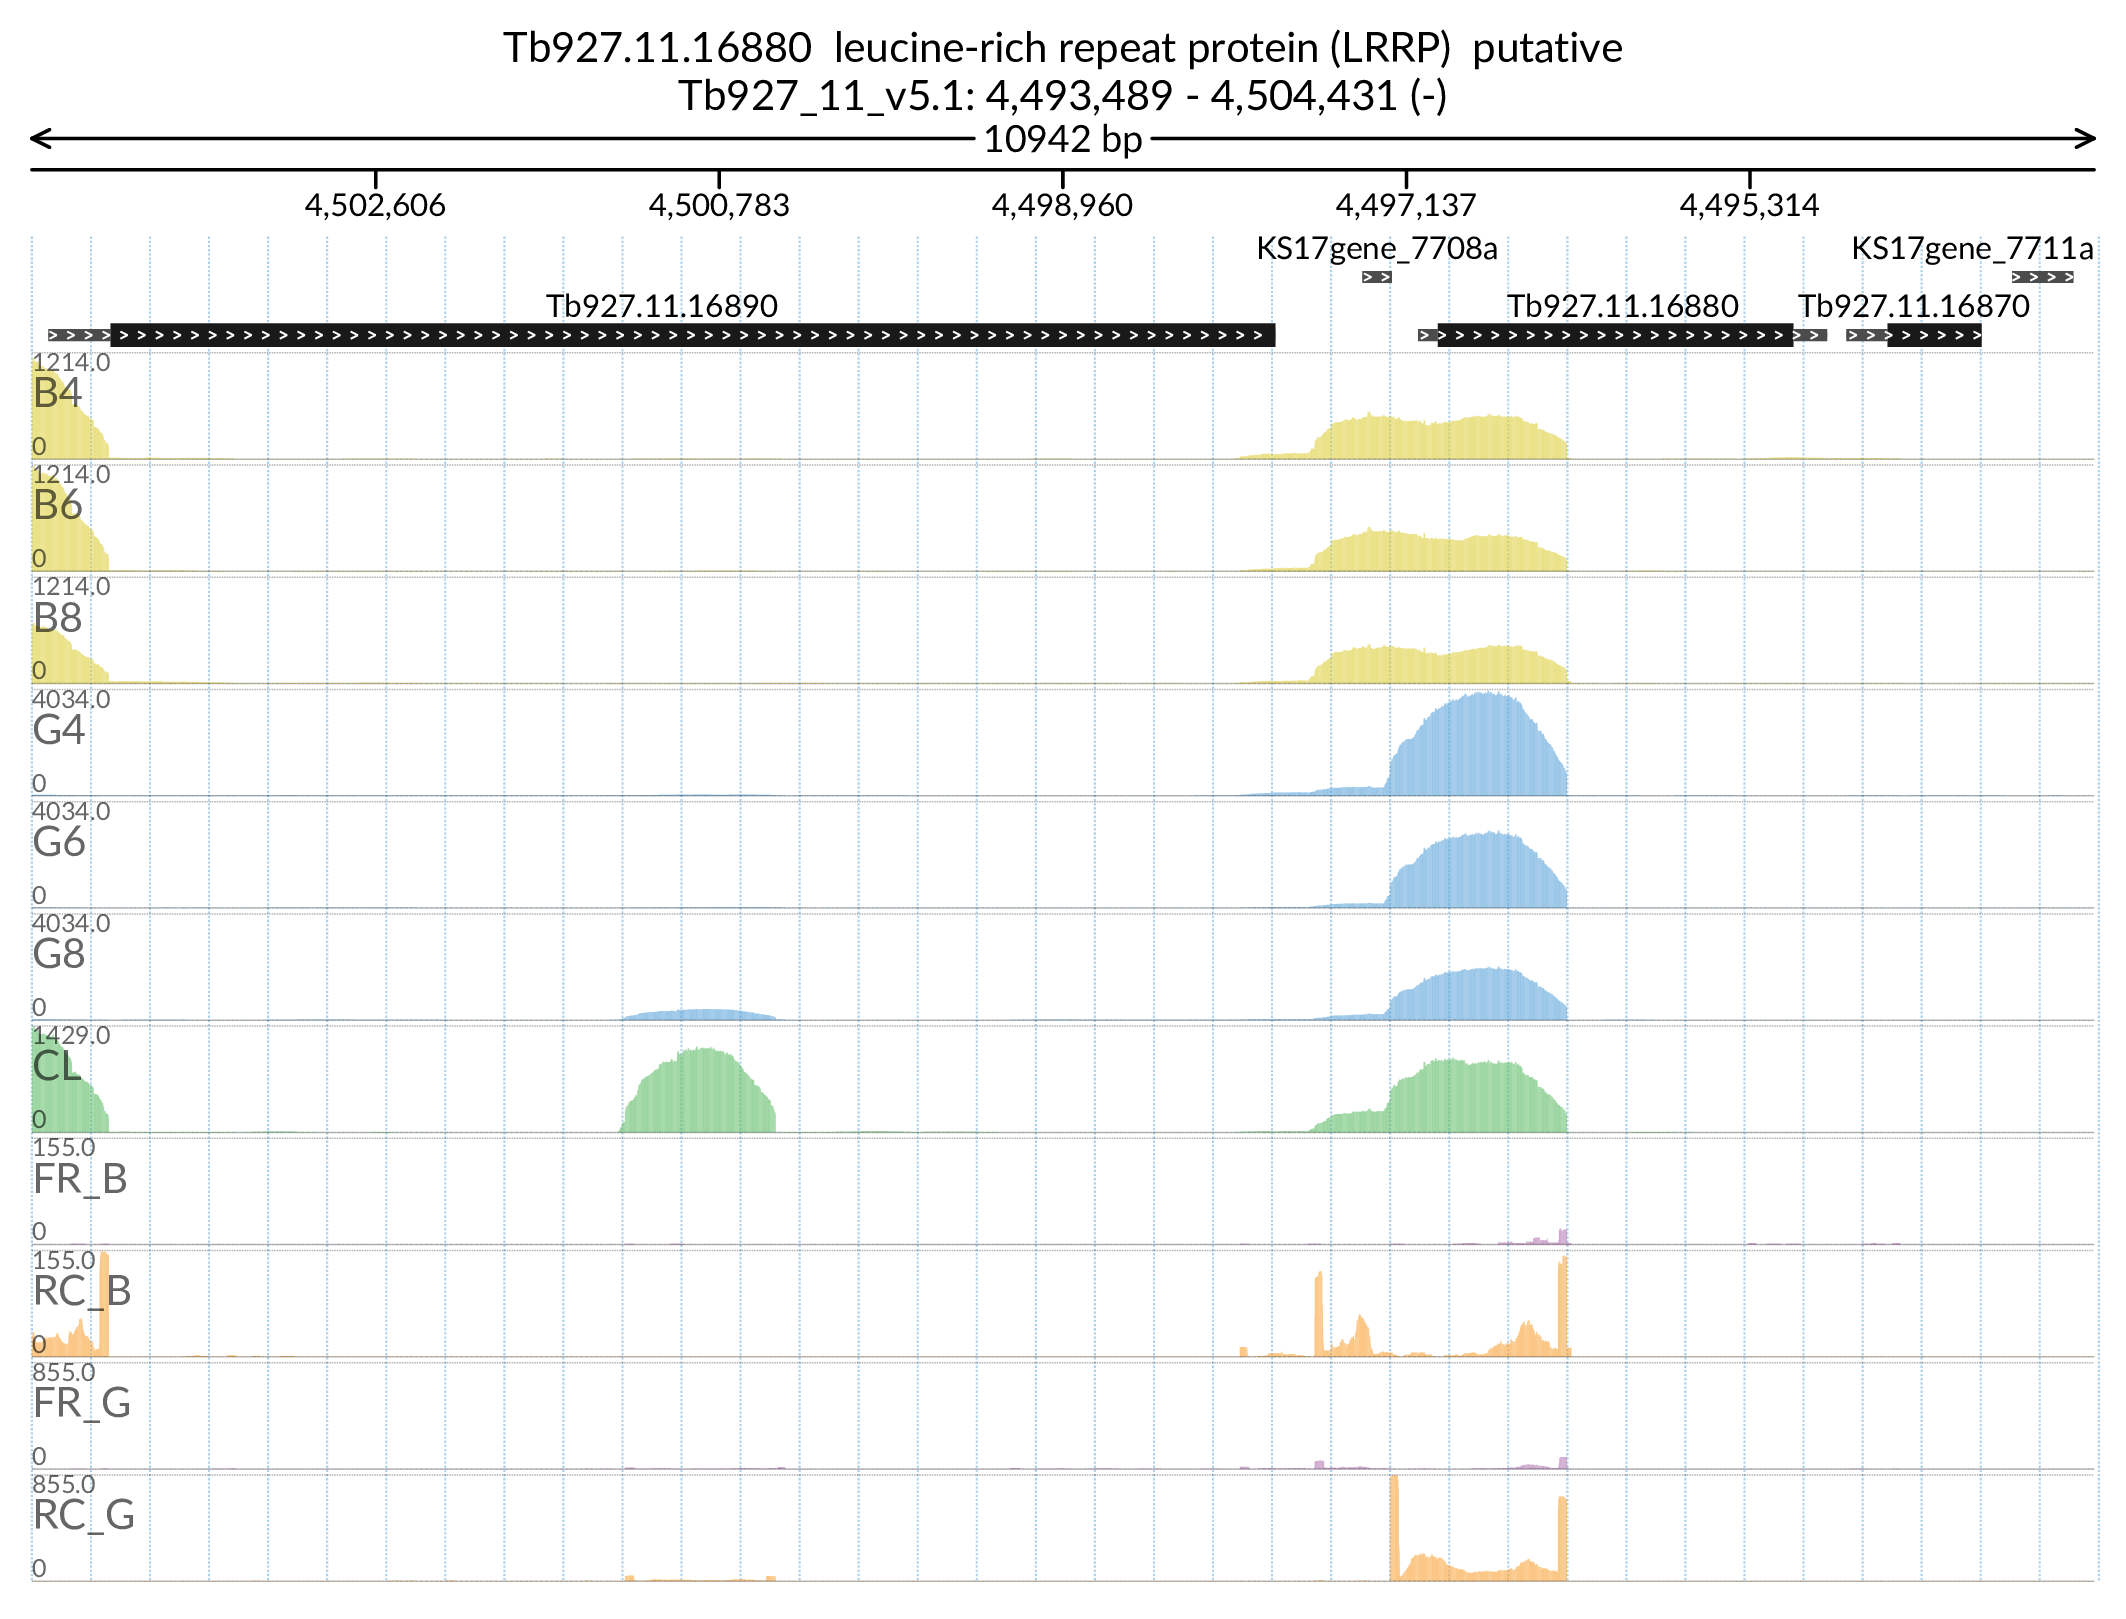 Tb927.11.16880 leucine-rich repeat protein (LRRP) putative
Tb927_11_v5.1: 4,493,489 - 4,504,431 (-)
10942 bp
4,502,606 4,500,783 4,498,960 4,497,137 4,495,314
KS17gene_7708a KS17gene_7711a
Tb927.11.16890 Tb927.11.16880 Tb927.11.16870
1214.0
B4
0
1214.0
B6
0
1214.0
B8
0
4034.0
G4
0
4034.0
G6
0
4034.0
G8
0
1429.0
CL
0
155.0
FR_B
0
155.0
RC_B
0
855.0
FR_G
0
855.0
RC_G
0